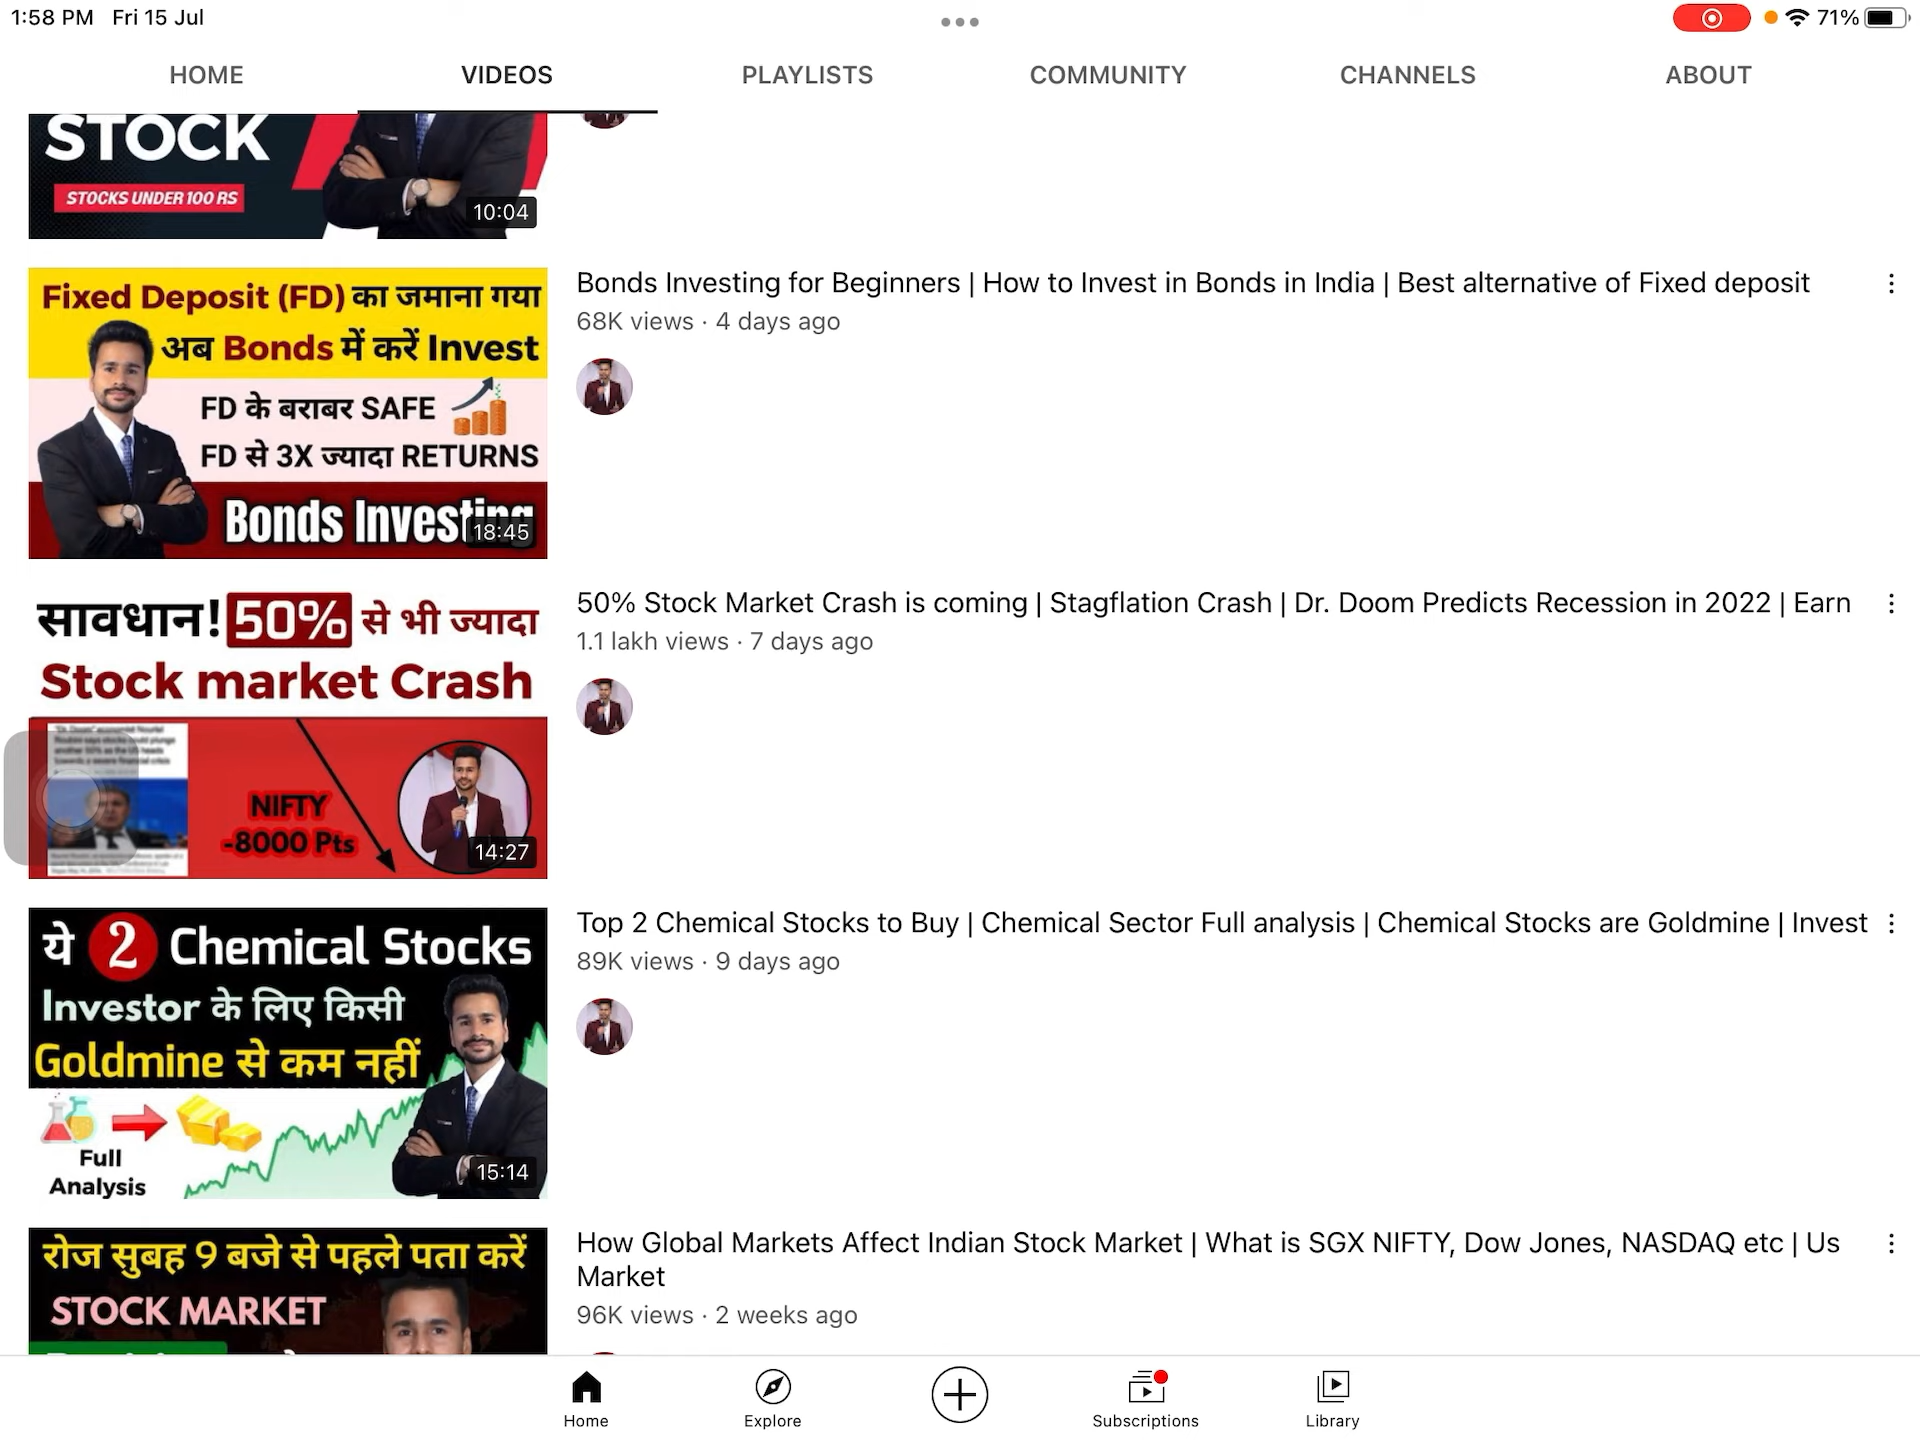 1:58 PM Fri 15 Jul
71%
HOME VIDEOS PLAYLISTS COMMUNITY CHANNELS ABOUT
STOCK
STOCKS UNDER 100 RS
10:04
Fixed Deposit (FD) का जमाना गया
अब Bonds में करें Invest
FD के बराबर SAFE
FD से 3X ज्यादा RETURNS
Bonds Investing
18:45
Bonds Investing for Beginners | How to Invest in Bonds in India | Best alternative of Fixed deposit
68K views · 4 days ago
सावधान! 50% से भी ज्यादा
Stock market Crash
NIFTY
-8000 Pts
14:27
50% Stock Market Crash is coming | Stagflation Crash | Dr. Doom Predicts Recession in 2022 | Earn
1.1 lakh views · 7 days ago
ये 2 Chemical Stocks
Investor के लिए किसी
Goldmine से कम नहीं
Full
Analysis
15:14
Top 2 Chemical Stocks to Buy | Chemical Sector Full analysis | Chemical Stocks are Goldmine | Invest
89K views · 9 days ago
रोज सुबह 9 बजे से पहले पता करें
STOCK MARKET
How Global Markets Affect Indian Stock Market | What is SGX NIFTY, Dow Jones, NASDAQ etc | Us
Market
96K views · 2 weeks ago
Home Explore Subscriptions Library